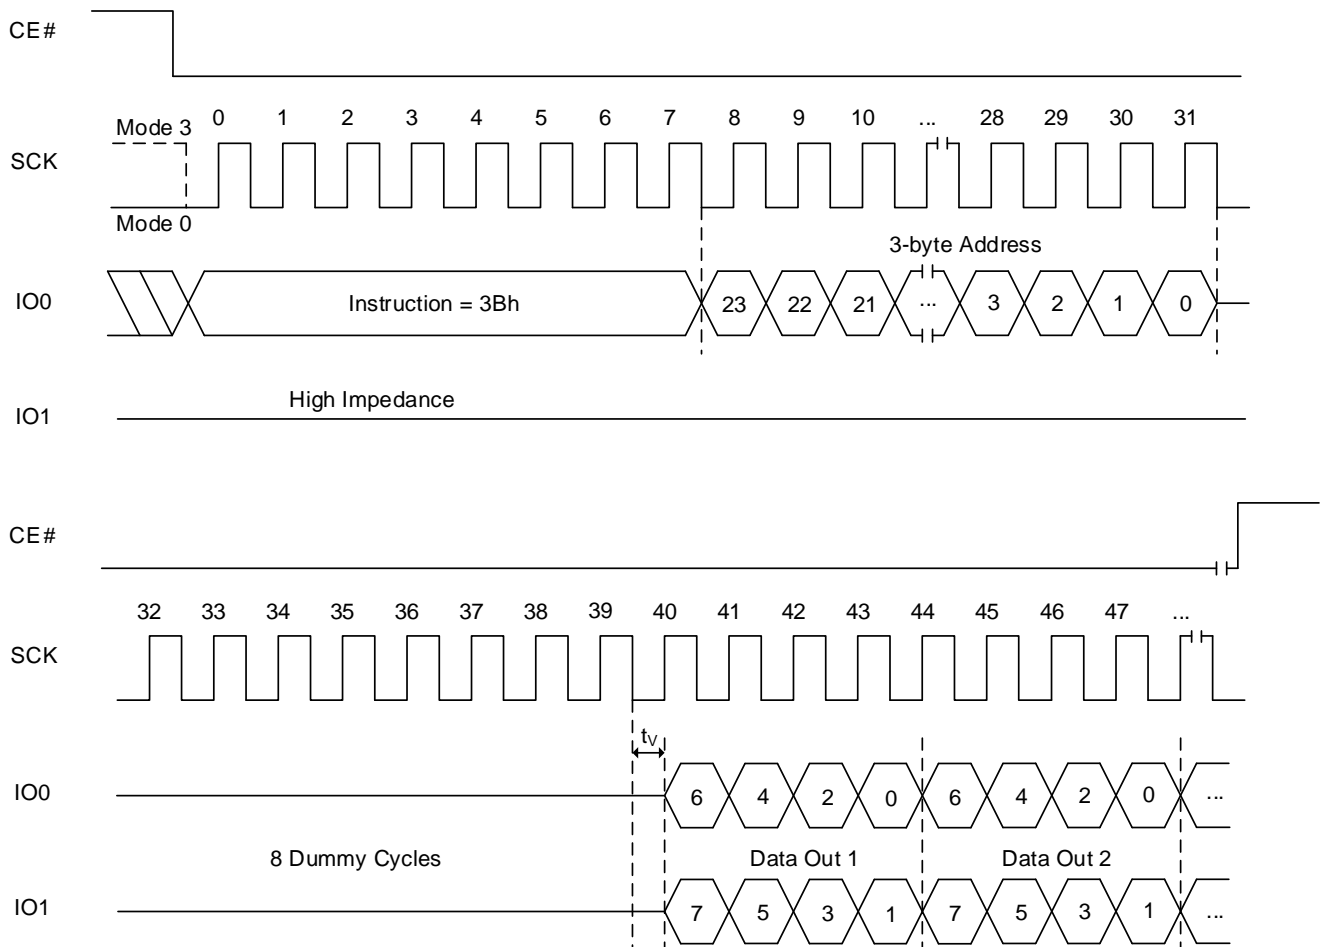 CE#
Mode 3 0 1 2 3 4 5 6 7 8 9 10 ... 28 29 30 31
SCK
Mode 0
3-byte Address
IO0 Instruction = 3Bh 23 22 21 ... 3 2 1 0
High Impedance
IO1
CE#
32 33 34 35 36 37 38 39 40 41 42 43 44 45 46 47 ...
SCK
tV
IO0 6 4 2 0 6 4 2 0 ...
8 Dummy Cycles Data Out 1 Data Out 2
IO1 7 5 3 1 7 5 3 1 ...